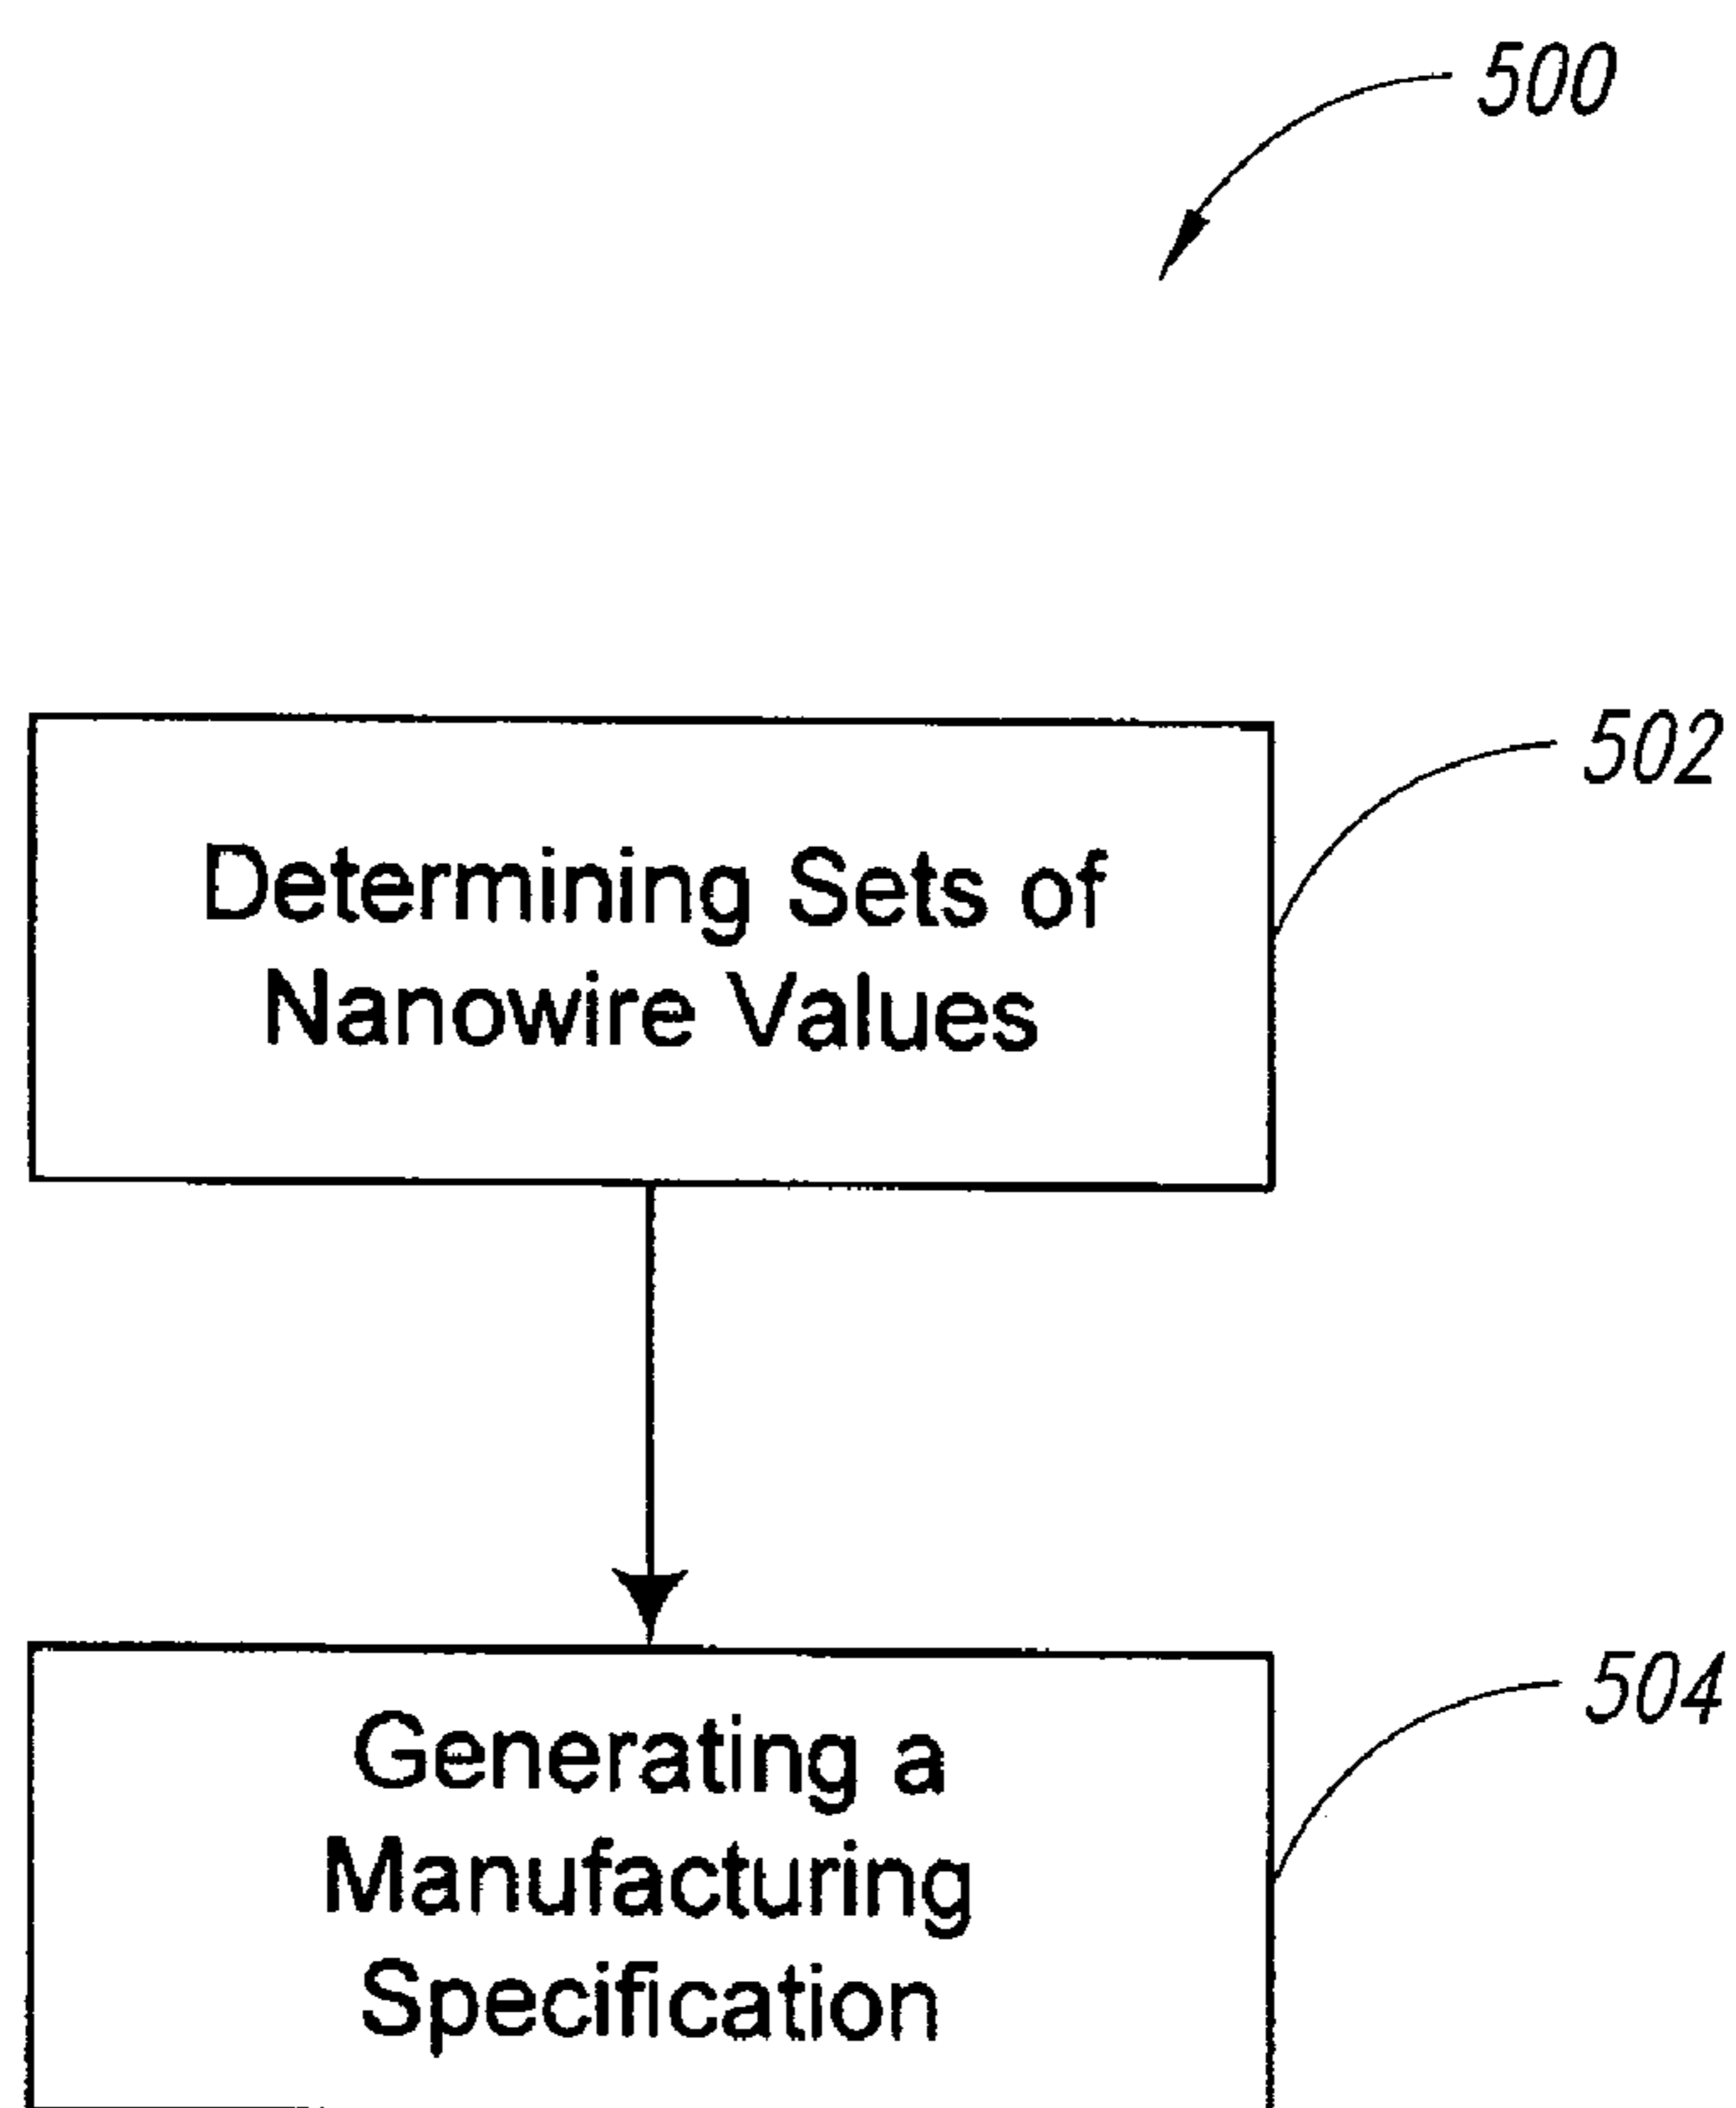 500
502
Determining Sets of
Nanowire Values
504
Generating a
Manufacturing
Specification